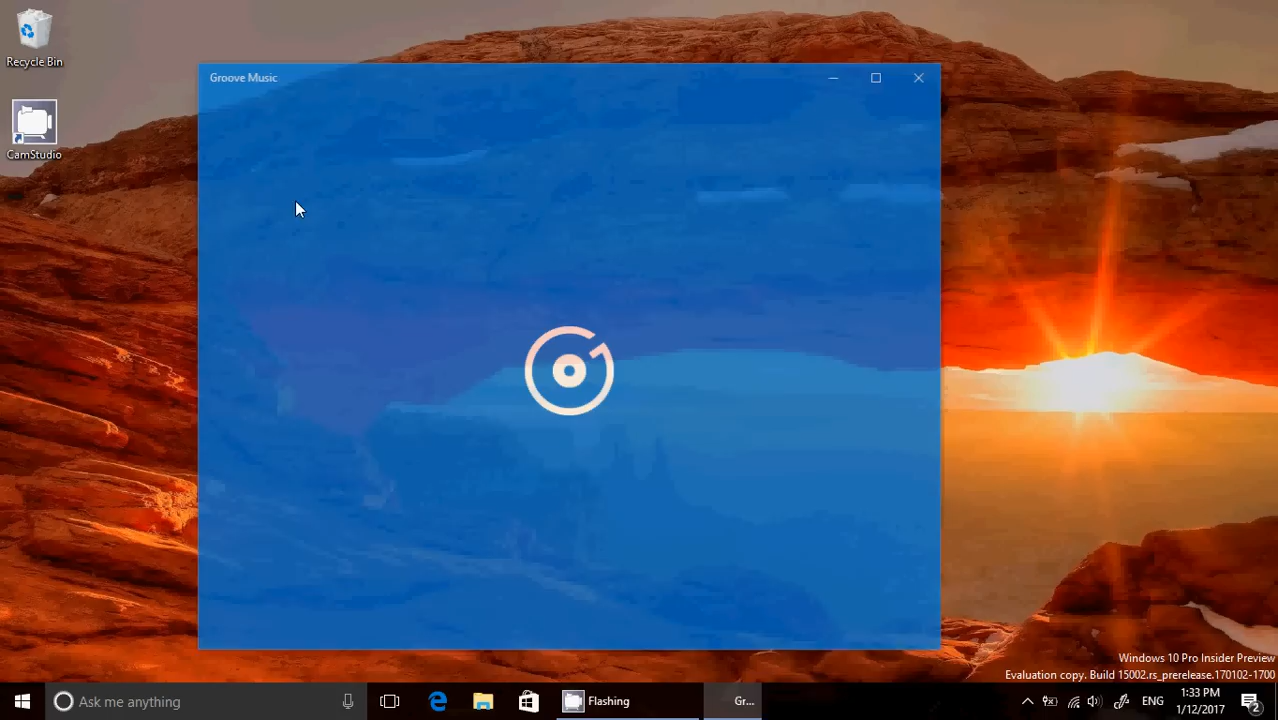 Recycle Bin
CamStudio
Groove Music
Windows 10 Pro Insider Preview
Evaluation copy. Build 15002.rs_prerelease.170102-1700
Ask me anything
Flashing
Gr...
ENG
1:33 PM
1/12/2017
2